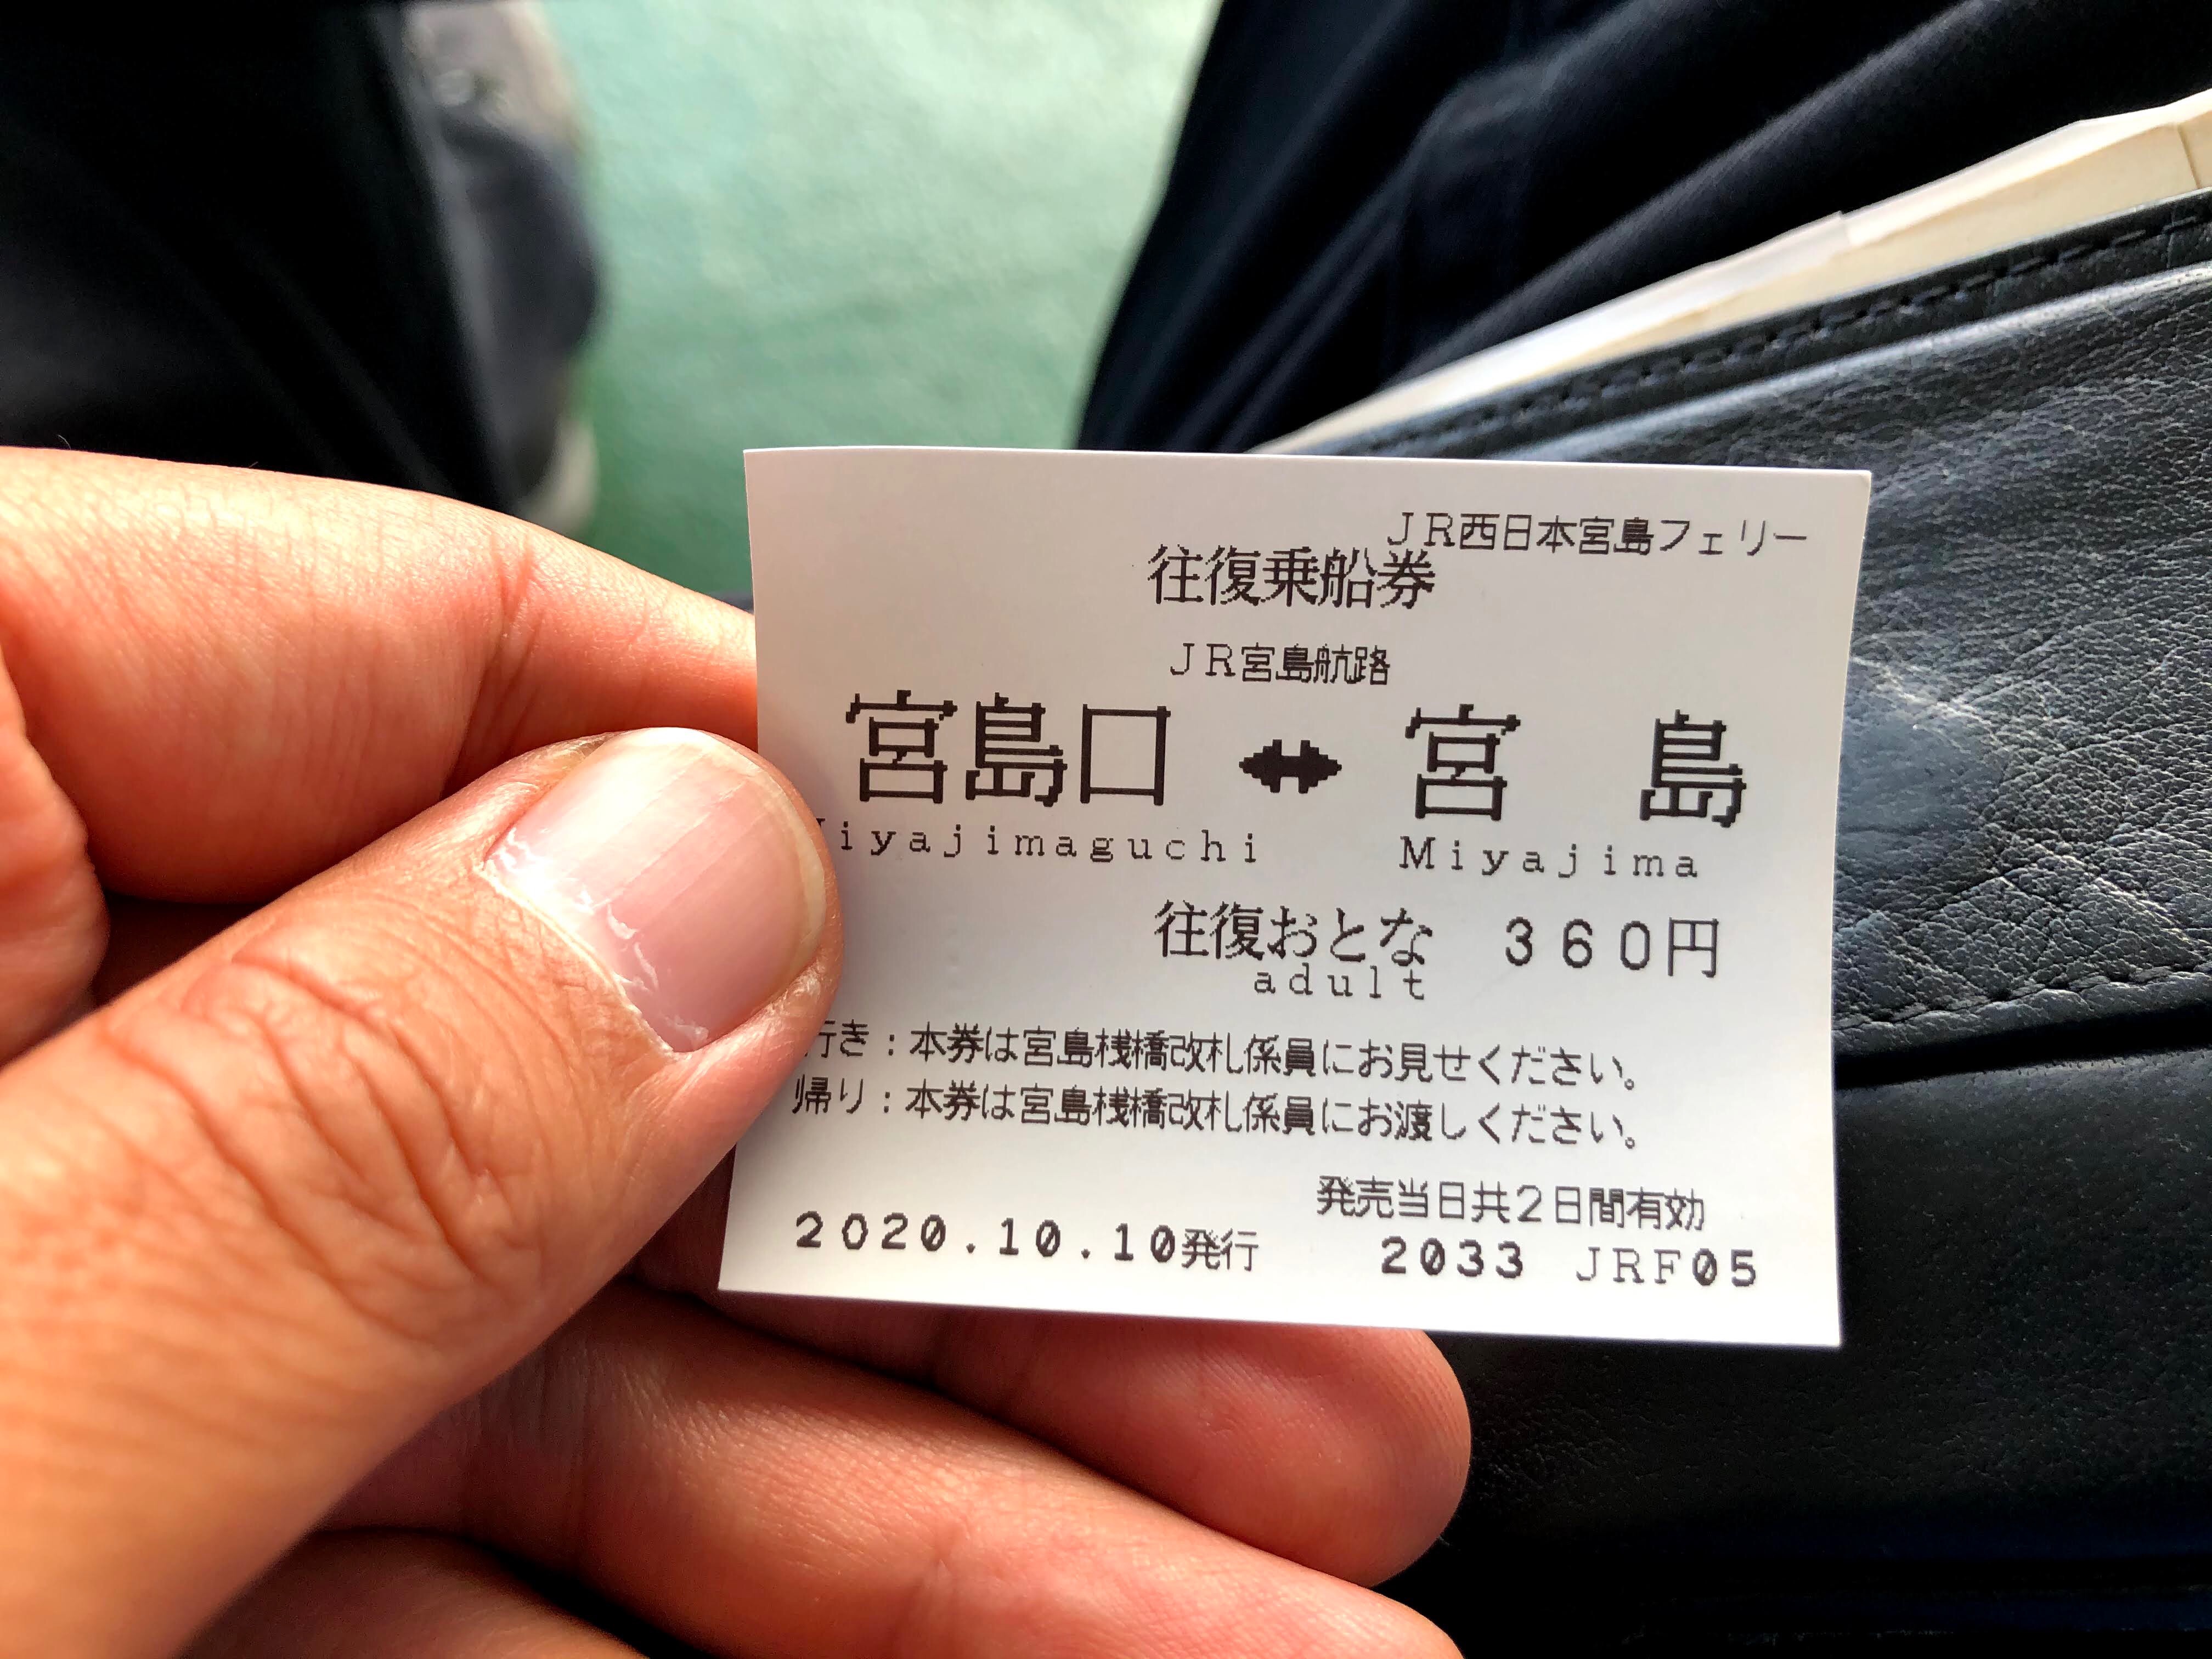 JR西日本宮島フェリー
往復乗船券
JR宮島航路
宮島口 ⬌ 宮 島
Miyajima
往復おとな 360円
adult
行き：本券は宮島桟橋改札係員にお見せください。
帰り：本券は宮島桟橋改札係員にお渡しください。
発売当日共2日間有効
2020.10.10発行 2033 JRF05